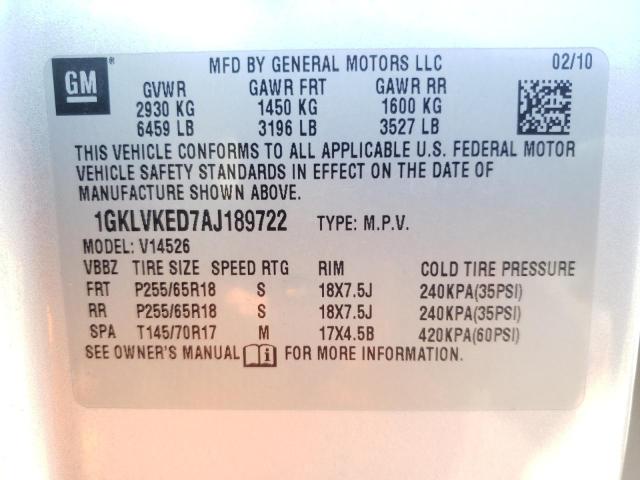 GM ® MFD BY GENERAL MOTORS LLC 02/10
GVWR GAWR FRT GAWR RR
2930 KG 1450 KG 1600 KG
6459 LB 3196 LB 3527 LB
THIS VEHICLE CONFORMS TO ALL APPLICABLE U.S. FEDERAL MOTOR
VEHICLE SAFETY STANDARDS IN EFFECT ON THE DATE OF
MANUFACTURE SHOWN ABOVE.
1GKLVKED7AJ189722 TYPE: M.P.V.
MODEL: V14526
VBBZ TIRE SIZE SPEED RTG RIM COLD TIRE PRESSURE
FRT P255/65R18 S 18X7.5J 240KPA(35PSI)
RR P255/65R18 S 18X7.5J 240KPA(35PSI)
SPA T145/70R17 M 17X4.5B 420KPA(60PSI)
SEE OWNER'S MANUAL i FOR MORE INFORMATION.